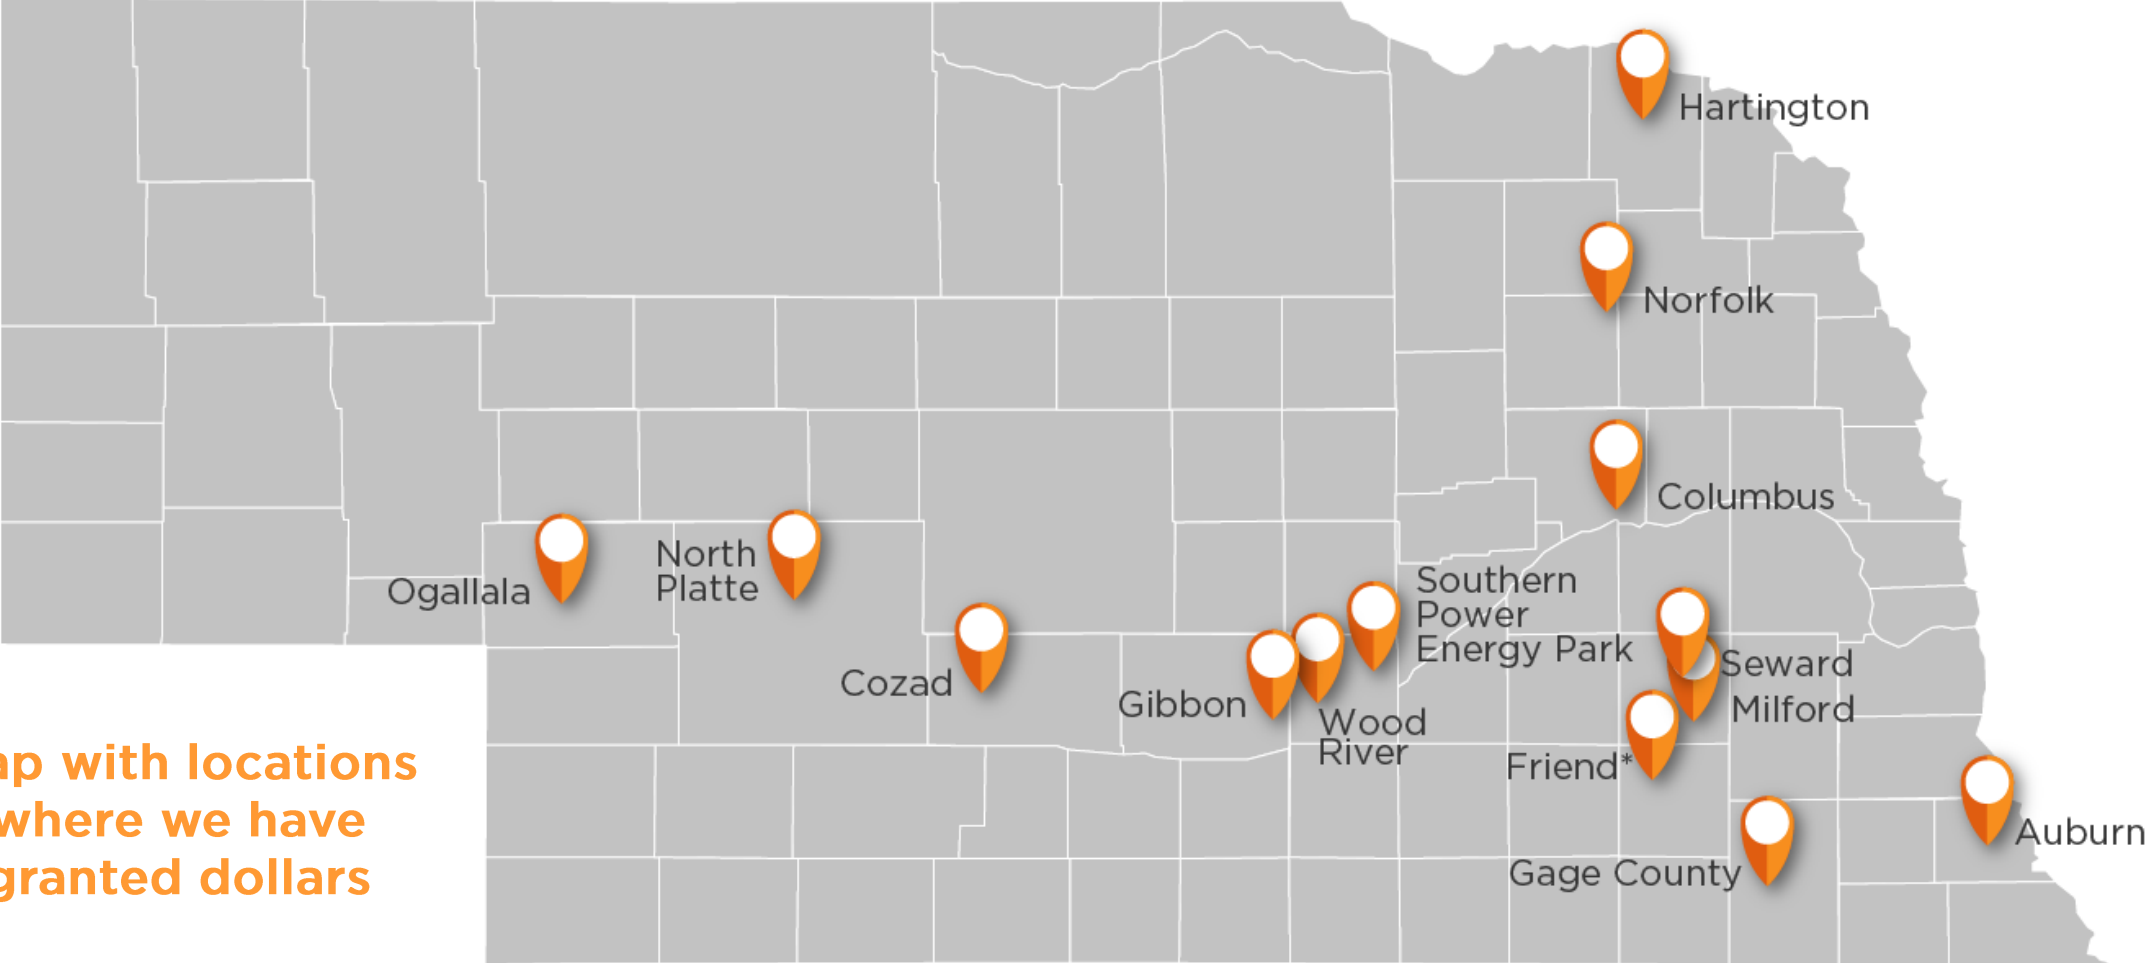 Hartington
Norfolk
Columbus
North
Platte
Ogallala
Southern
Power
Energy Park
Cozad
Gibbon
Wood
River
Seward
Milford
Friend*
Auburn
Gage County
ap with locations
where we have
granted dollars